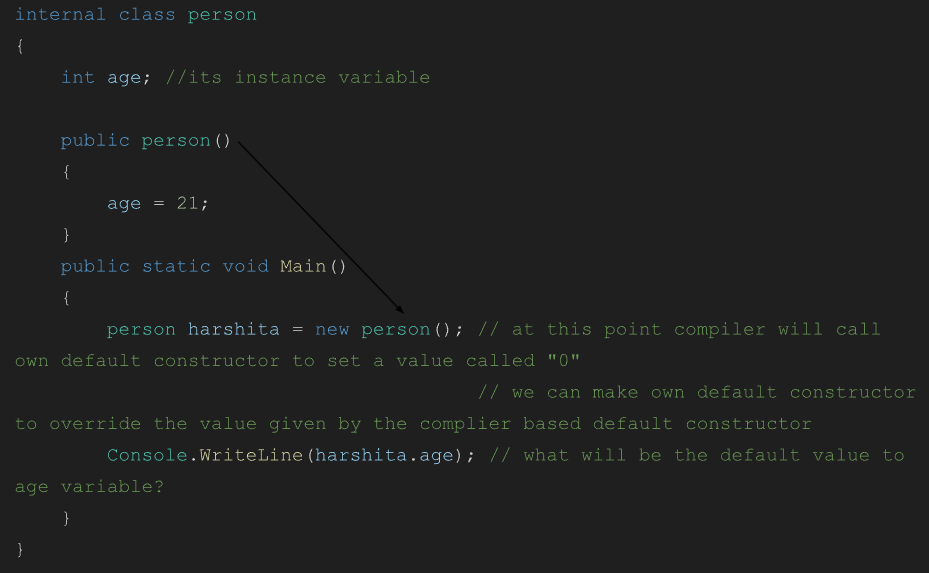 internal class person
{
int age; //its instance variable
public person()
{
age = 21;
}
public static void Main()
{
person harshita = new person(); // at this point compiler will call
own default constructor to set a value called "0"
// we can make own default constructor
to override the value given by the complier based default constructor
Console.WriteLine(harshita.age); // what will be the default value to
age variable?
}
}